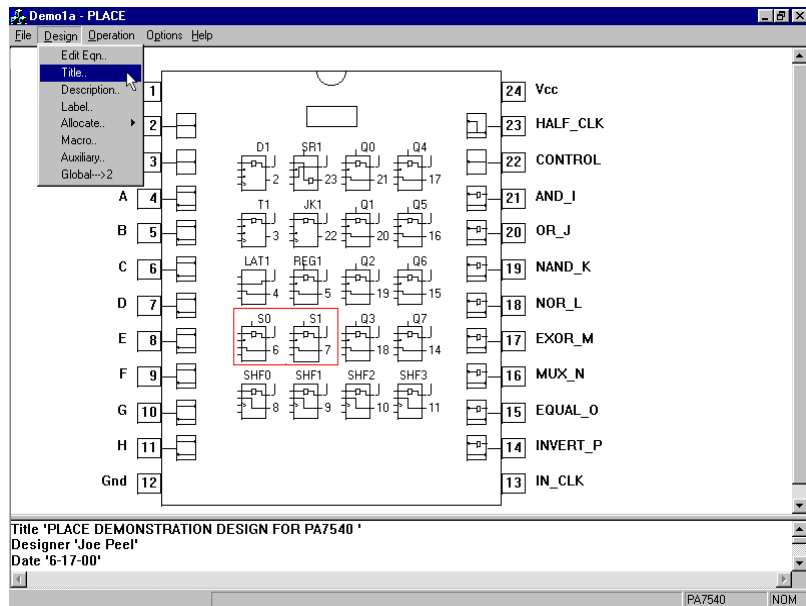 Demo1a - PLACE
File Design Operation Options Help
Edit Eqn..
Title..
Description..
Label..
Allocate..
Macro..
Auxiliary..
Global--->2
1
2
3
A 4
B 5
C 6
D 7
E 8
F 9
G 10
H 11
Gnd 12
D1 SR1 Q0 Q4
2 23 21 17
T1 JK1 Q1 Q5
3 22 20 16
LAT1 REG1 Q2 Q6
4 5 19 15
S0 S1 Q3 Q7
6 7 18 14
SHF0 SHF1 SHF2 SHF3
8 9 10 11
24 Vcc
23 HALF_CLK
22 CONTROL
21 AND_I
20 OR_J
19 NAND_K
18 NOR_L
17 EXOR_M
16 MUX_N
15 EQUAL_O
14 INVERT_P
13 IN_CLK
Title 'PLACE DEMONSTRATION DESIGN FOR PA7540 '
Designer 'Joe Peel'
Date '6-17-00'
PA7540 NOM